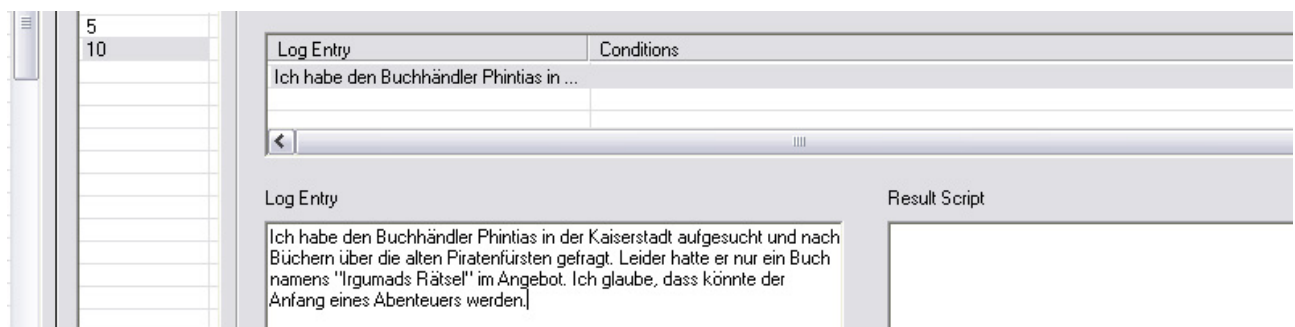 5
10
Log Entry Conditions
Ich habe den Buchhändler Phintias in ...
Log Entry Result Script
Ich habe den Buchhändler Phintias in der Kaiserstadt aufgesucht und nach
Büchern über die alten Piratenfürsten gefragt. Leider hatte er nur ein Buch
namens "Irgumads Rätsel" im Angebot. Ich glaube, dass könnte der
Anfang eines Abenteuers werden.